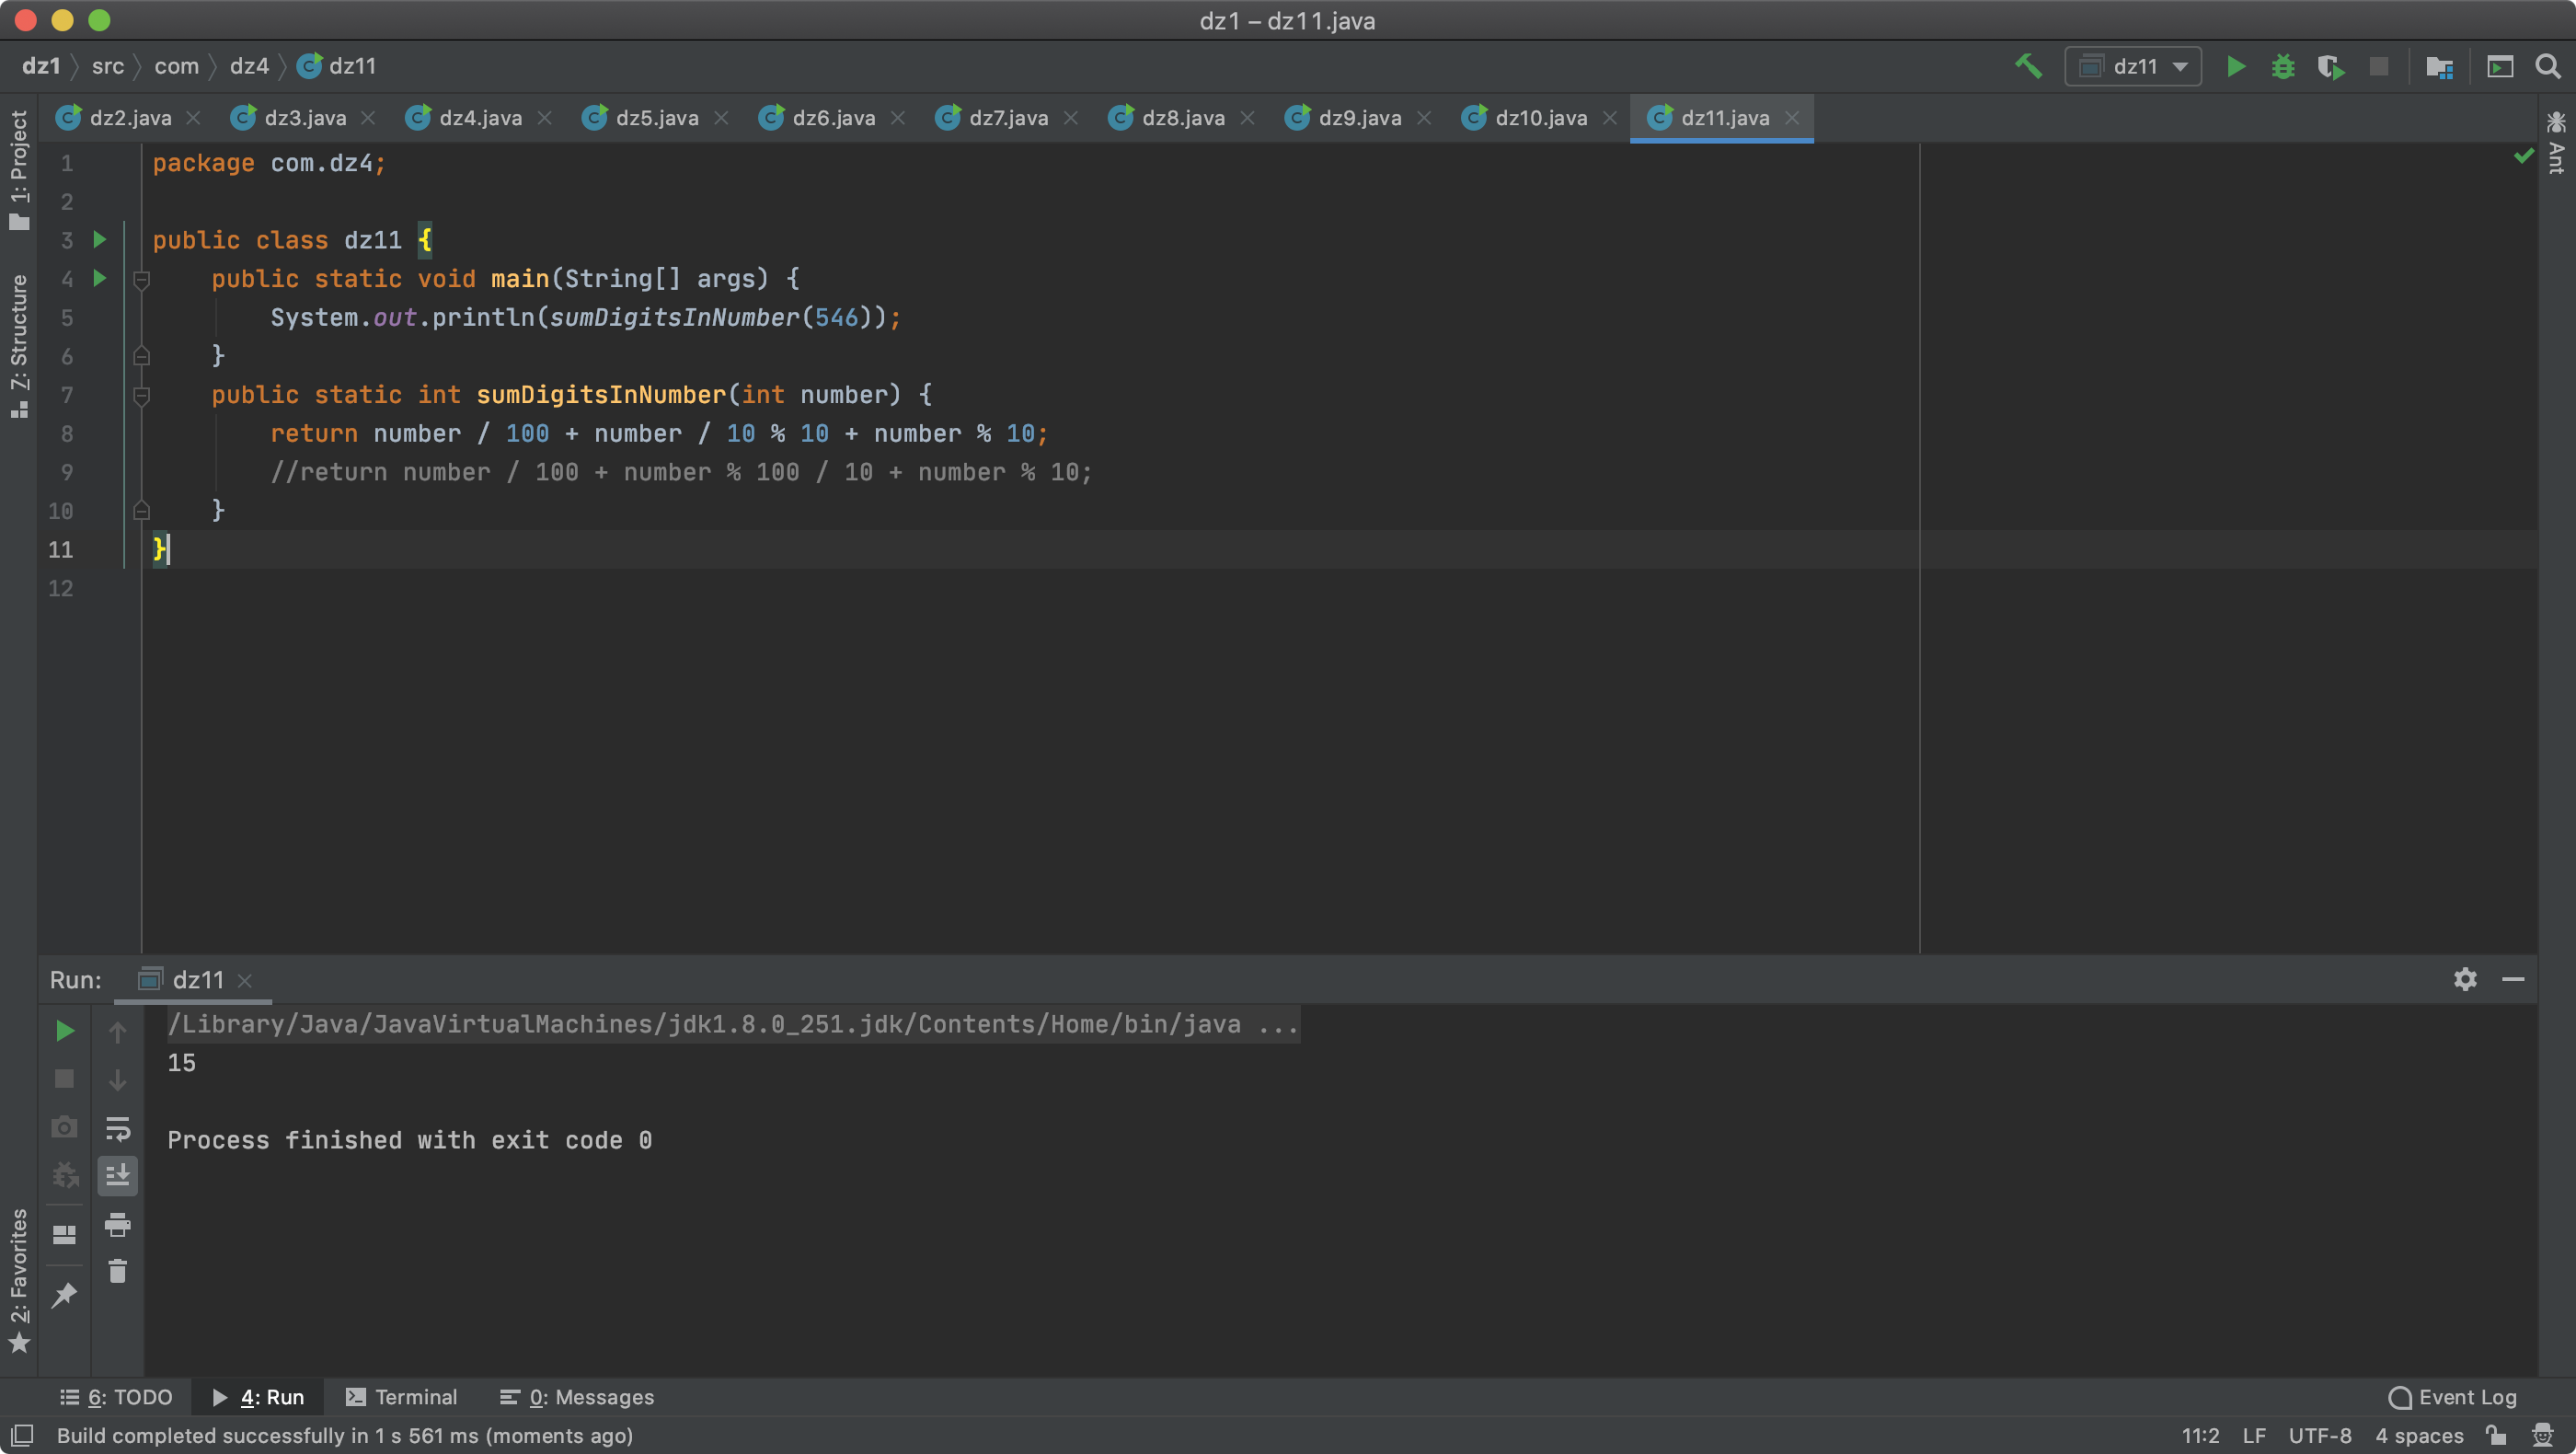 dz1 – dz11.java
dz1 src com dz4 dz11 dz11
dz2.java dz3.java dz4.java dz5.java dz6.java dz7.java dz8.java dz9.java dz10.java dz11.java
1: Project
7: Structure
2: Favorites
Ant
1 package com.dz4;
2
3 public class dz11 {
4 public static void main(String[] args) {
5 System.out.println(sumDigitsInNumber(546));
6 }
7 public static int sumDigitsInNumber(int number) {
8 return number / 100 + number / 10 % 10 + number % 10;
9 //return number / 100 + number % 100 / 10 + number % 10;
10 }
11 }
12
Run: dz11
/Library/Java/JavaVirtualMachines/jdk1.8.0_251.jdk/Contents/Home/bin/java ...
15
Process finished with exit code 0
6: TODO 4: Run Terminal 0: Messages Event Log
Build completed successfully in 1 s 561 ms (moments ago) 11:2 LF UTF-8 4 spaces